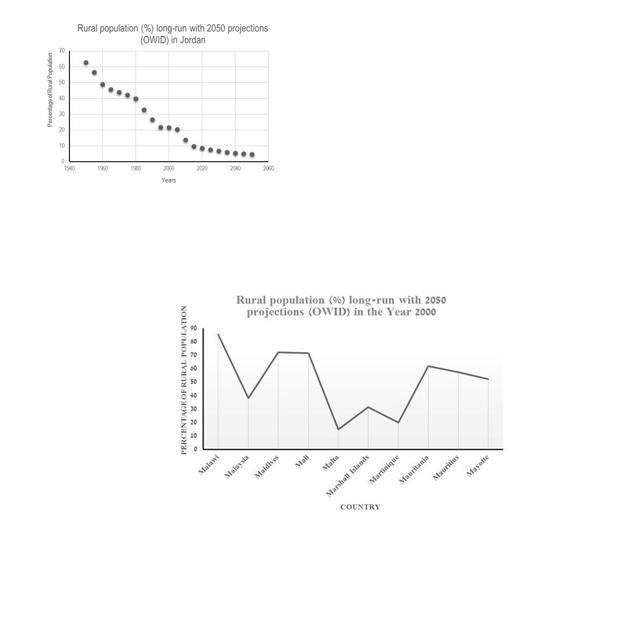 Rural population (%) long-run with 2050 projections
(OWID) in Jordan
Percentage of Rural Population
70
60
50
40
30
20
10
0
1940 1960 1980 2000 2020 2040 2060
Years
Rural population (%) long-run with 2050
projections (OWID) in the Year 2000
PERCENTAGE OF RURAL POPULATION
90
80
70
60
50
40
30
20
10
0
Malawi Malaysia Maldives Mali Malta Marshall Islands Martinique Mauritania Mauritius Mayotte
COUNTRY